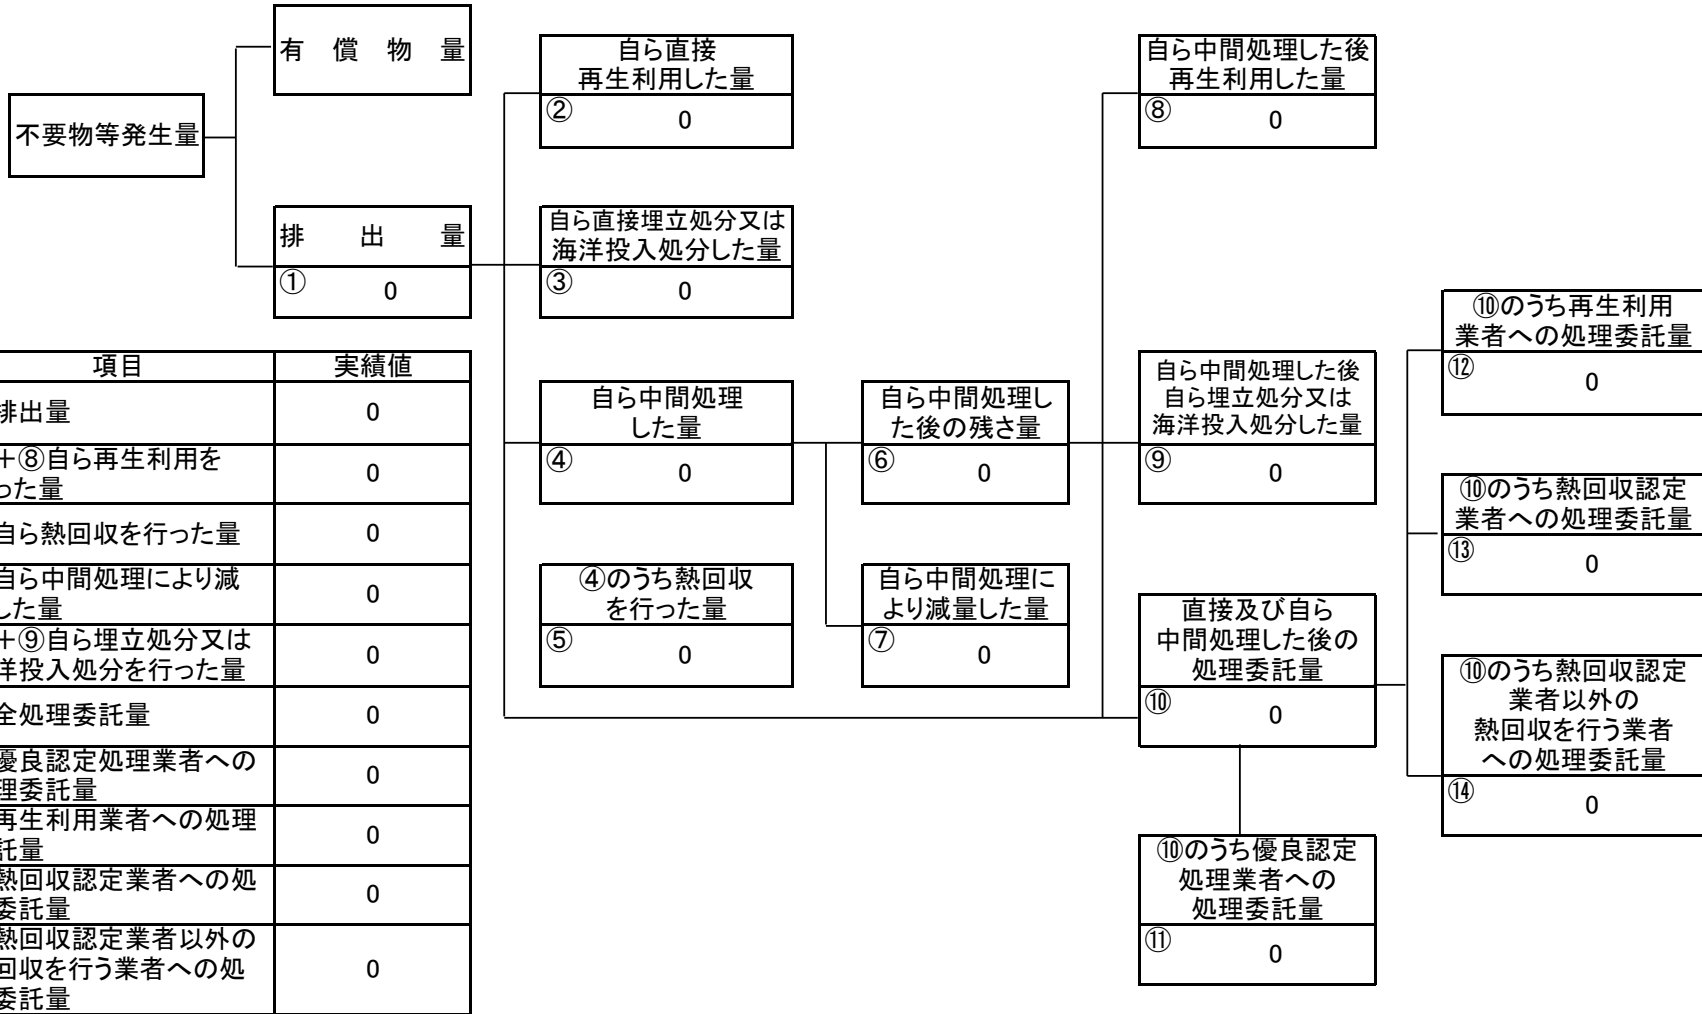 有 償 物 量
不要物等発生量
排 出 量
① 0
自ら直接
再生利用した量
② 0
自ら直接埋立処分又は
海洋投入処分した量
③ 0
自ら中間処理
した量
④ 0
④のうち熱回収
を行った量
⑤ 0
自ら中間処理し
た後の残さ量
⑥ 0
自ら中間処理に
より減量した量
⑦ 0
自ら中間処理した後
再生利用した量
⑧ 0
自ら中間処理した後
自ら埋立処分又は
海洋投入処分した量
⑨ 0
直接及び自ら
中間処理した後の
処理委託量
⑩ 0
⑩のうち優良認定
処理業者への
処理委託量
⑪ 0
⑩のうち再生利用
業者への処理委託量
⑫ 0
⑩のうち熱回収認定
業者への処理委託量
⑬ 0
⑩のうち熱回収認定
業者以外の
熱回収を行う業者
への処理委託量
⑭ 0
項目 実績値
排出量 0
+⑧自ら再生利用を
った量 0
自ら熱回収を行った量 0
自ら中間処理により減
した量 0
+⑨自ら埋立処分又は
洋投入処分を行った量 0
全処理委託量 0
優良認定処理業者への
理委託量 0
再生利用業者への処理
託量 0
熱回収認定業者への処
委託量 0
熱回収認定業者以外の
回収を行う業者への処
委託量 0